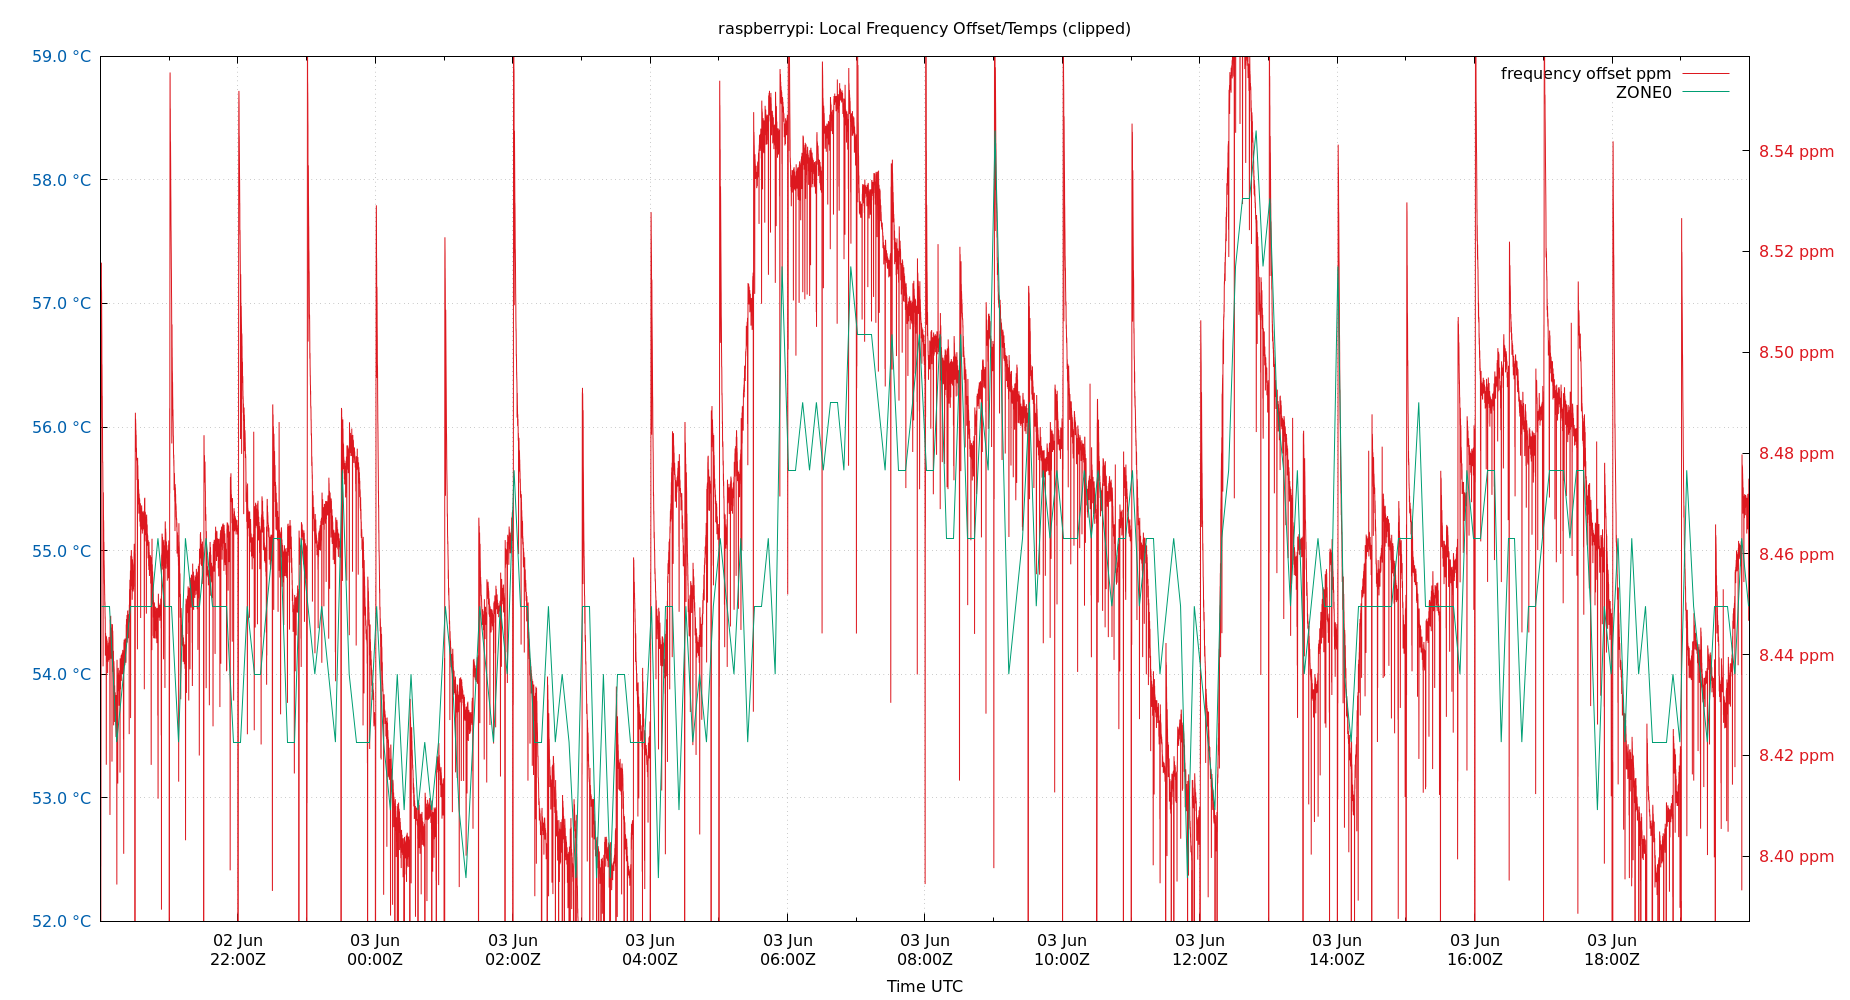 raspberrypi: Local Frequency Offset/Temps (clipped)
59.0 °C
58.0 °C
57.0 °C
56.0 °C
55.0 °C
54.0 °C
53.0 °C
52.0 °C
frequency offset ppm
ZONE0
8.54 ppm
8.52 ppm
8.50 ppm
8.48 ppm
8.46 ppm
8.44 ppm
8.42 ppm
8.40 ppm
02 Jun 03 Jun 03 Jun 03 Jun 03 Jun 03 Jun 03 Jun 03 Jun 03 Jun 03 Jun 03 Jun
22:00Z 00:00Z 02:00Z 04:00Z 06:00Z 08:00Z 10:00Z 12:00Z 14:00Z 16:00Z 18:00Z
Time UTC